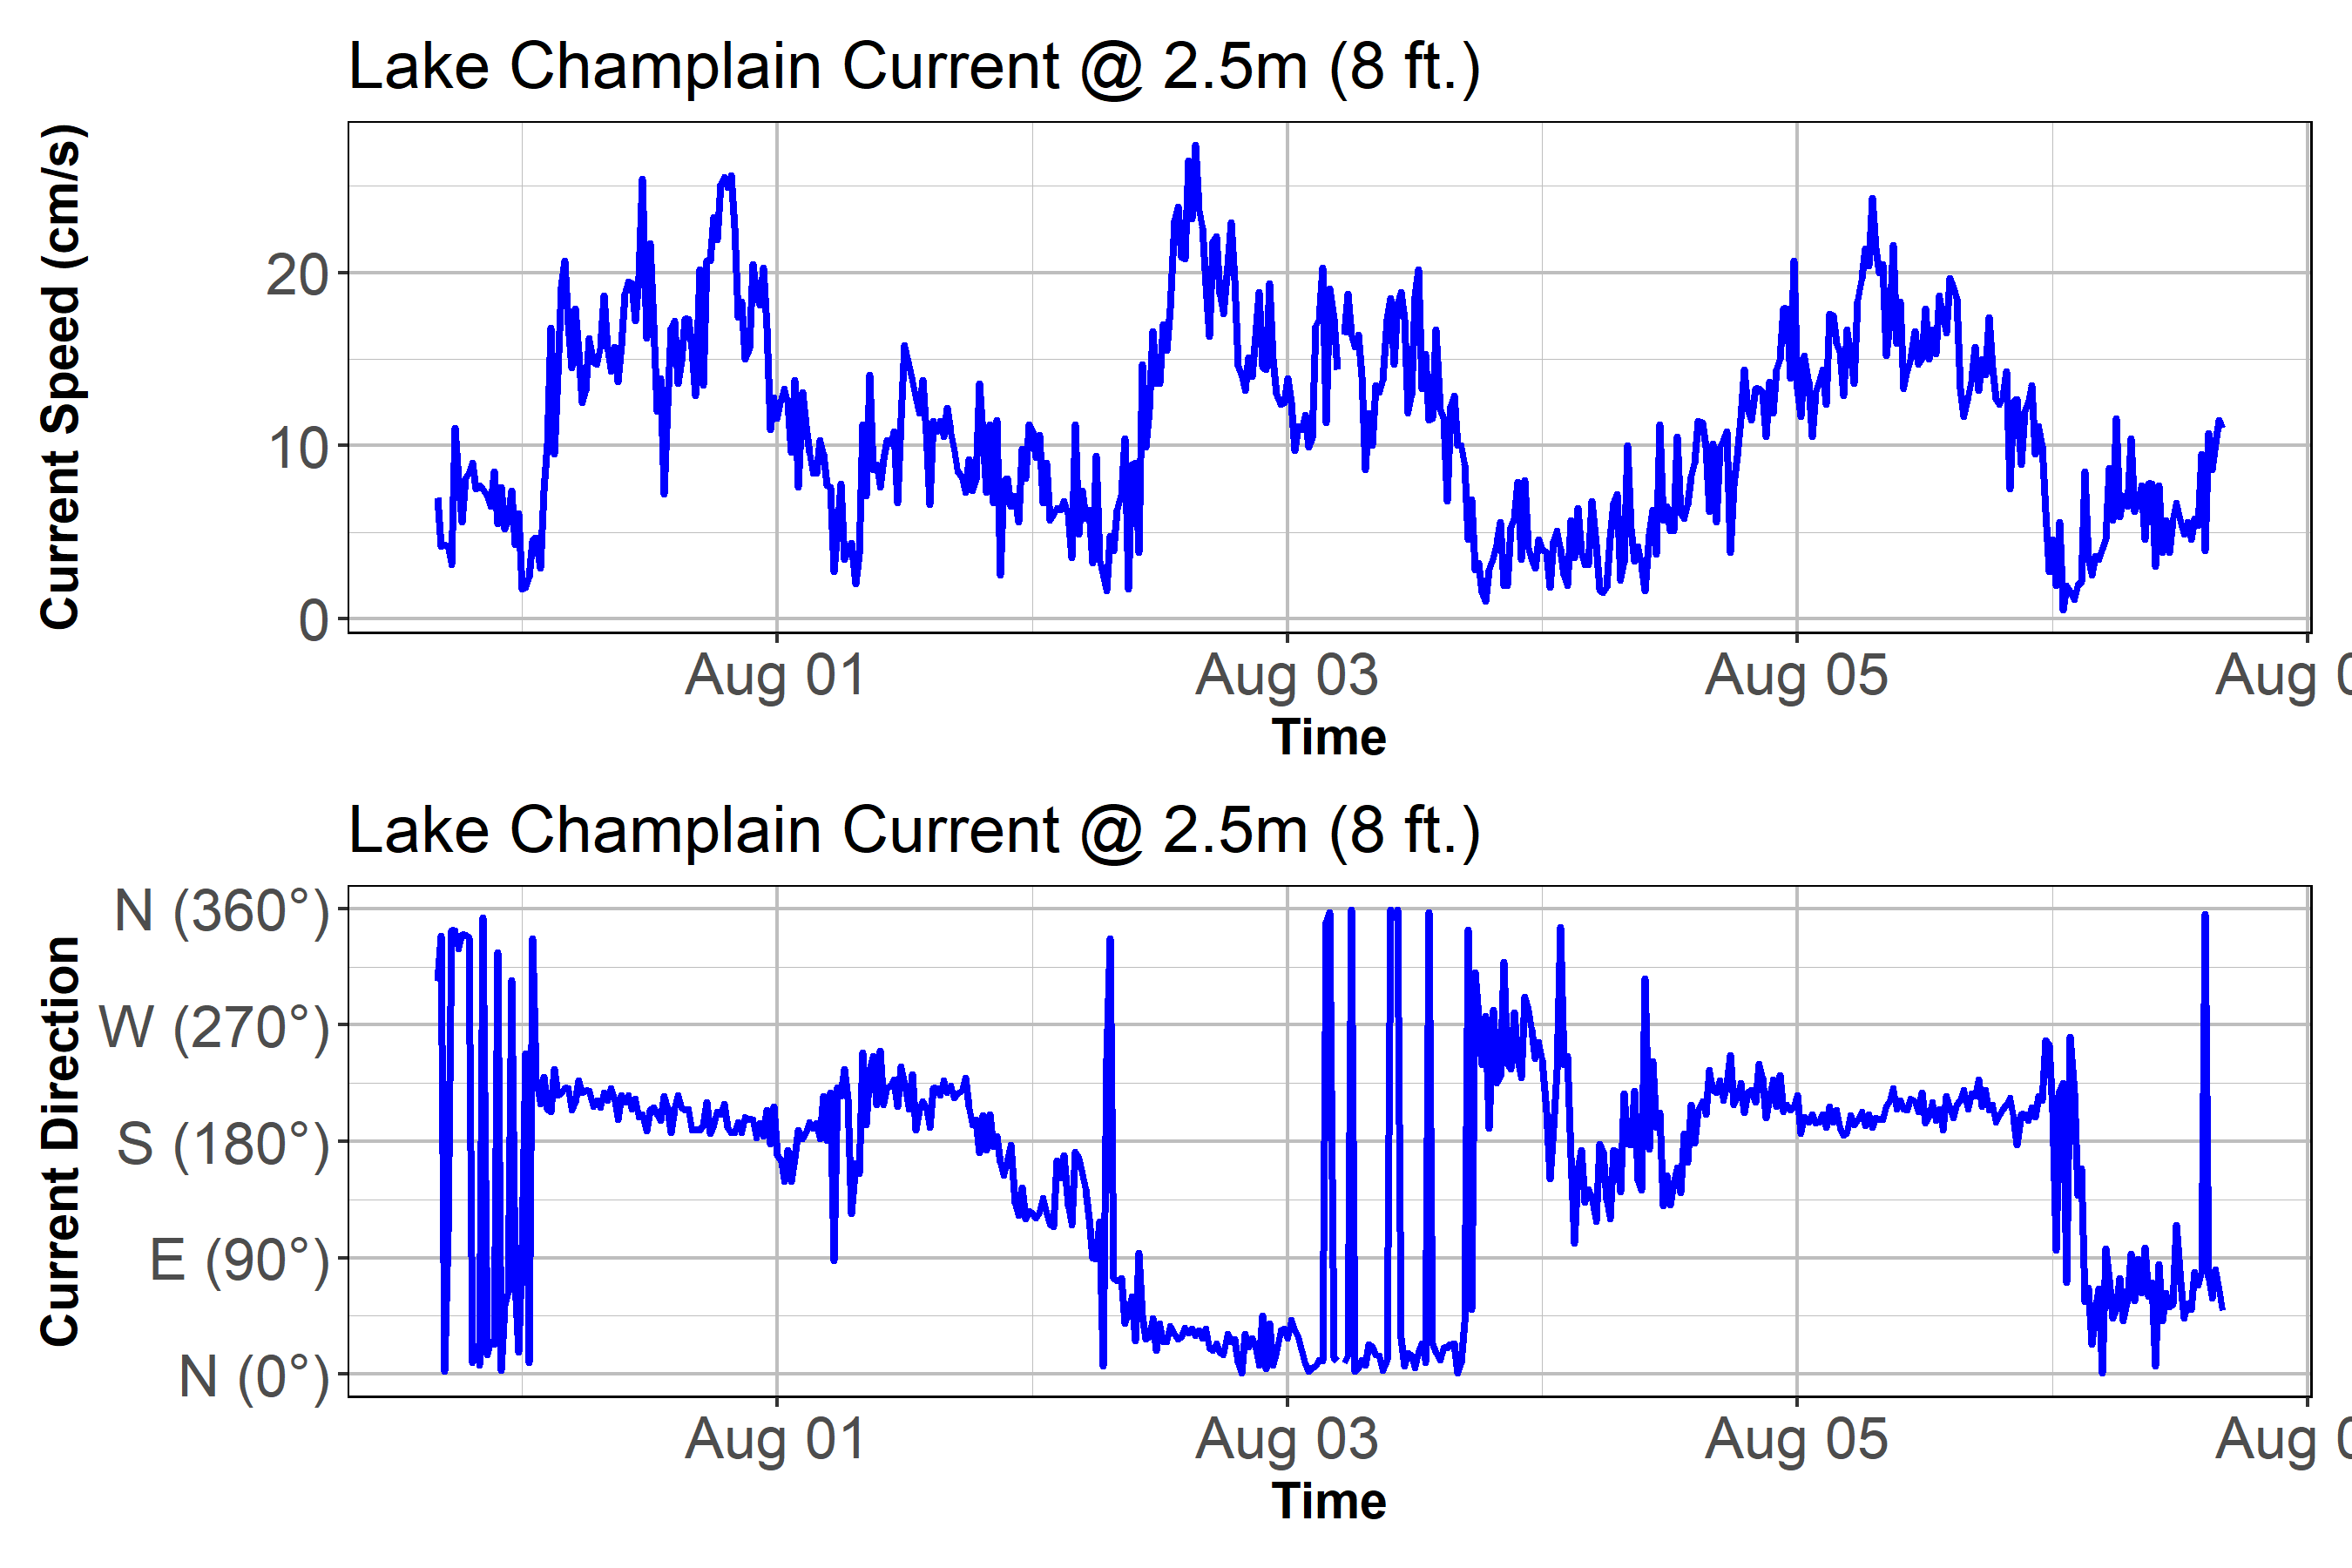 Lake Champlain Current @ 2.5m (8 ft.)
Current Speed (cm/s)
20
10
0
Aug 01 Aug 03 Aug 05 Aug
Time
Lake Champlain Current @ 2.5m (8 ft.)
Current Direction
N (360°)
W (270°)
S (180°)
E (90°)
N (0°)
Aug 01 Aug 03 Aug 05 Aug
Time